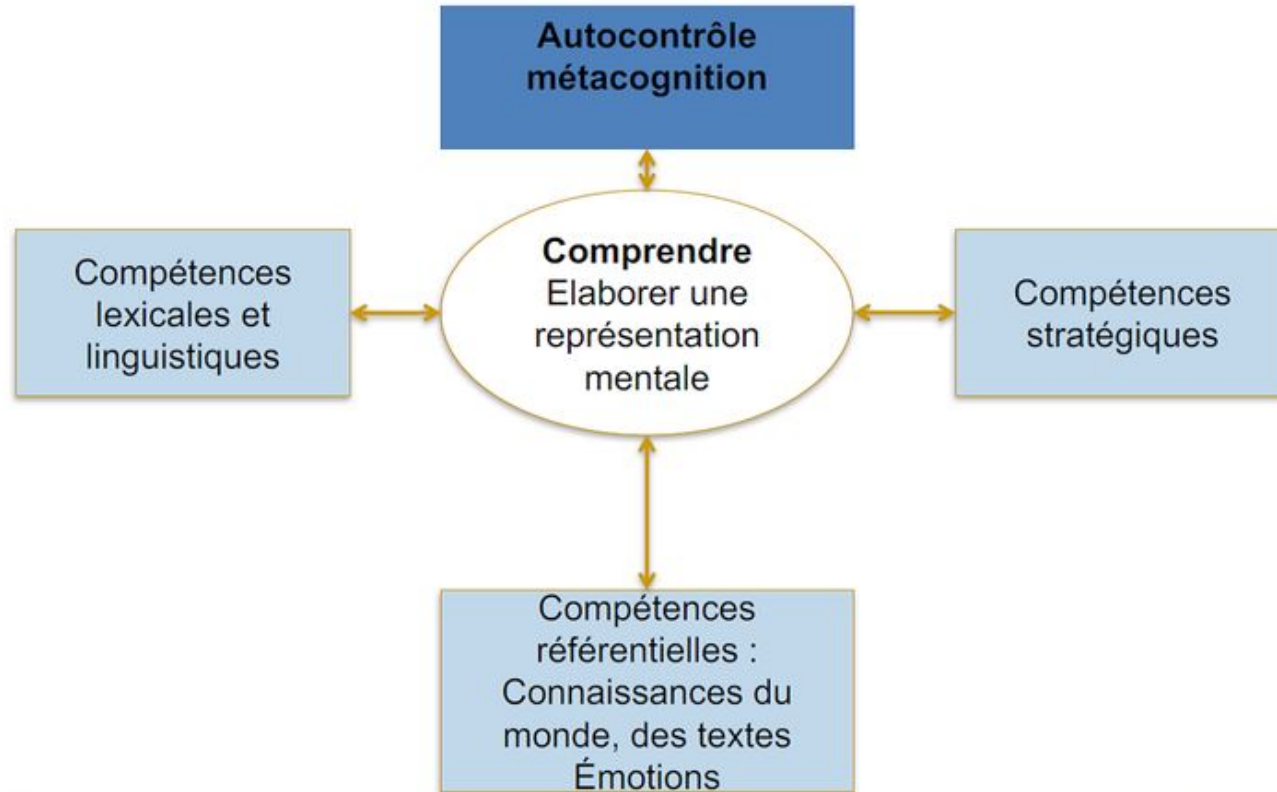 Autocontrôle
métacognition
Compétences
lexicales et
linguistiques
Comprendre
Elaborer une
représentation
mentale
Compétences
stratégiques
Compétences
référentielles :
Connaissances du
monde, des textes
Émotions